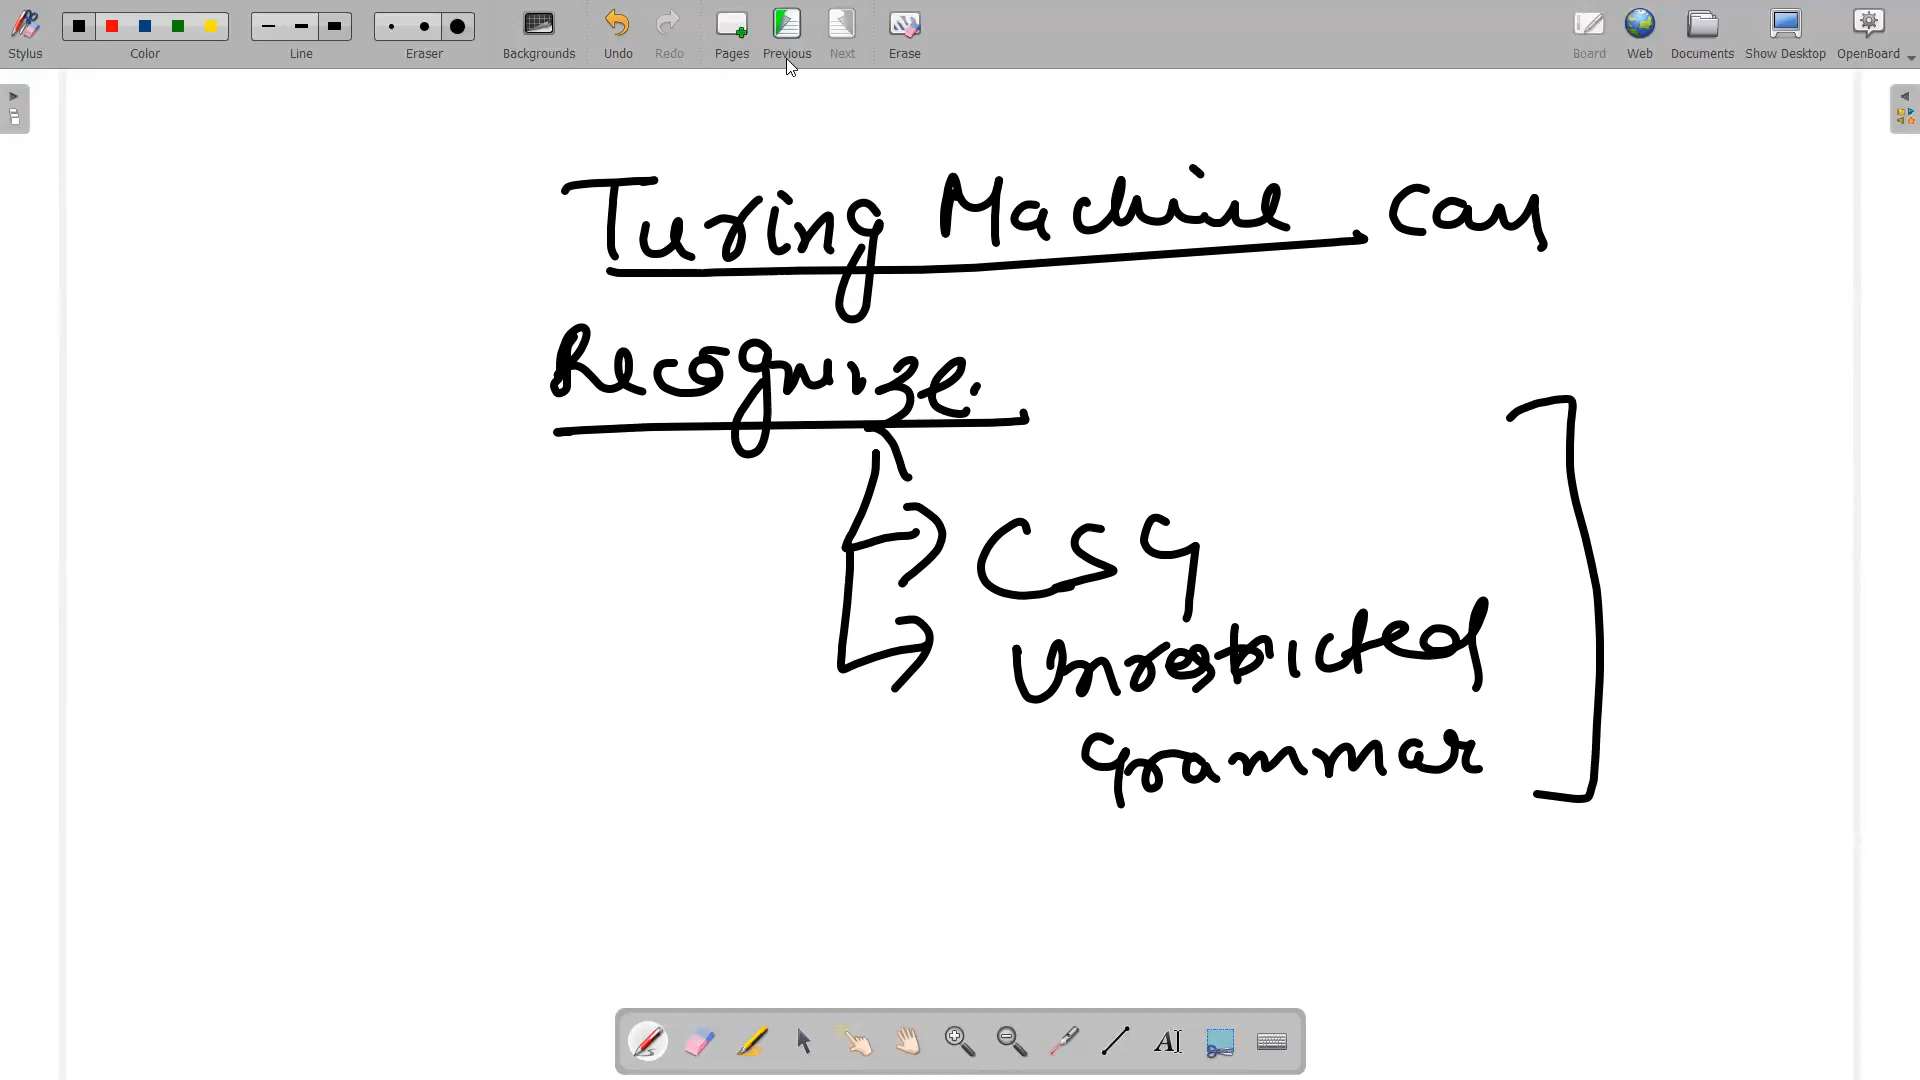 Stylus Color Line Eraser Backgrounds Undo Redo Pages Previous Next Erase Board Web Documents Show Desktop OpenBoard
Turing Machine can
Recognize.
CSG
Unrestricted
Grammar
AI